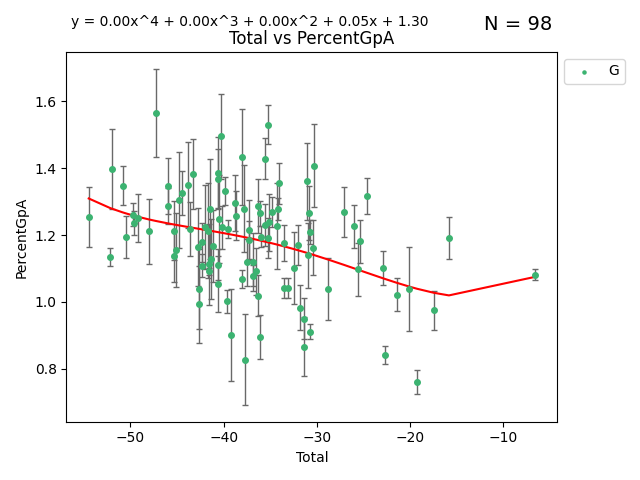 y = 0.00x^4 + 0.00x^3 + 0.00x^2 + 0.05x + 1.30
N = 98
Total vs PercentGpA
G
PercentGpA
1.6
1.4
1.2
1.0
0.8
−50
−40
−30
−20
−10
Total